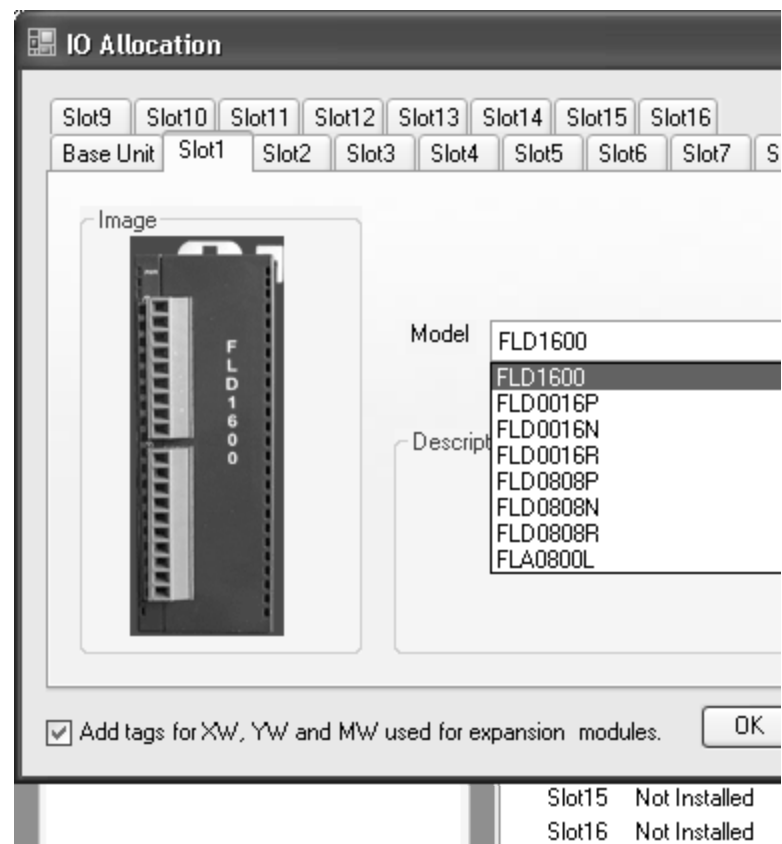 IO Allocation
Slot9 Slot10 Slot11 Slot12 Slot13 Slot14 Slot15 Slot16
Base Unit Slot1 Slot2 Slot3 Slot4 Slot5 Slot6 Slot7 S
Image
FLD1600
Model FLD1600
FLD1600
FLD0016P
FLD0016N
FLD0016R
FLD0808P
FLD0808N
FLD0808R
FLA0800L
Descript
Add tags for XW, YW and MW used for expansion modules.
OK
Slot15 Not Installed
Slot16 Not Installed